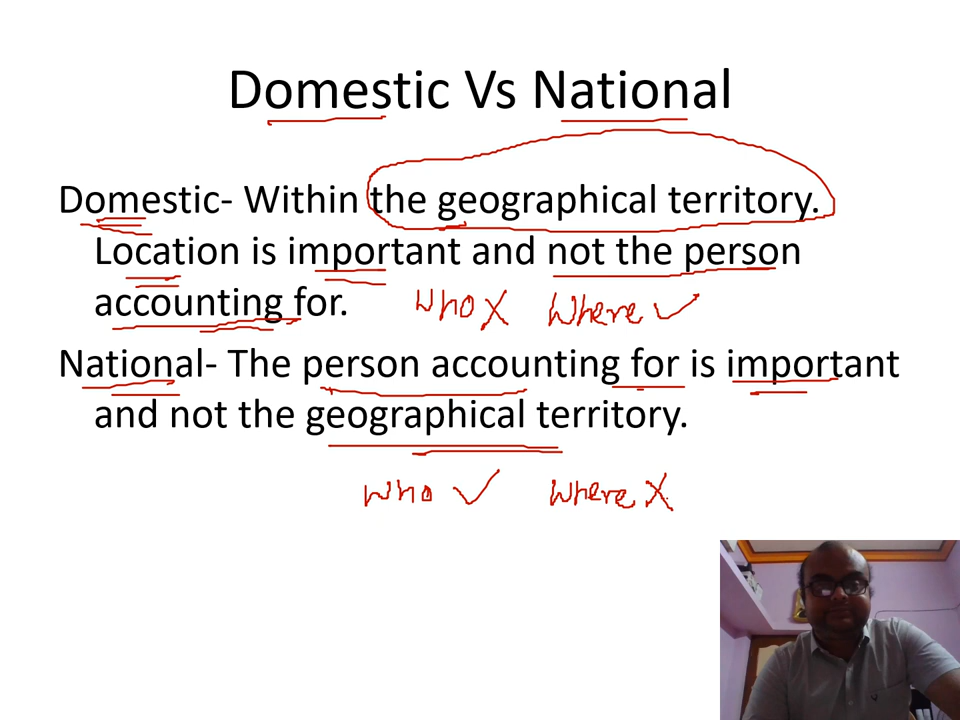 Domestic Vs National
Domestic- Within the geographical territory.
Location is important and not the person
accounting for.
who X where ✓
National- The person accounting for is important
and not the geographical territory.
who ✓ where X